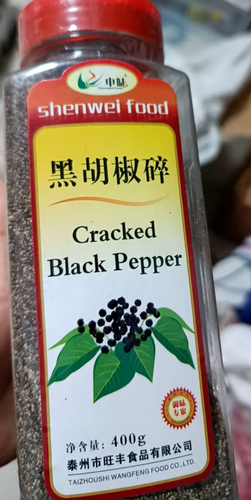 申味
shenwei food
黑胡椒碎
Cracked
Black Pepper
调味
专家
净含量: 400g
泰州市旺丰食品有限公司
TAIZHOUSHI WANGFENG FOOD CO.,LTD.